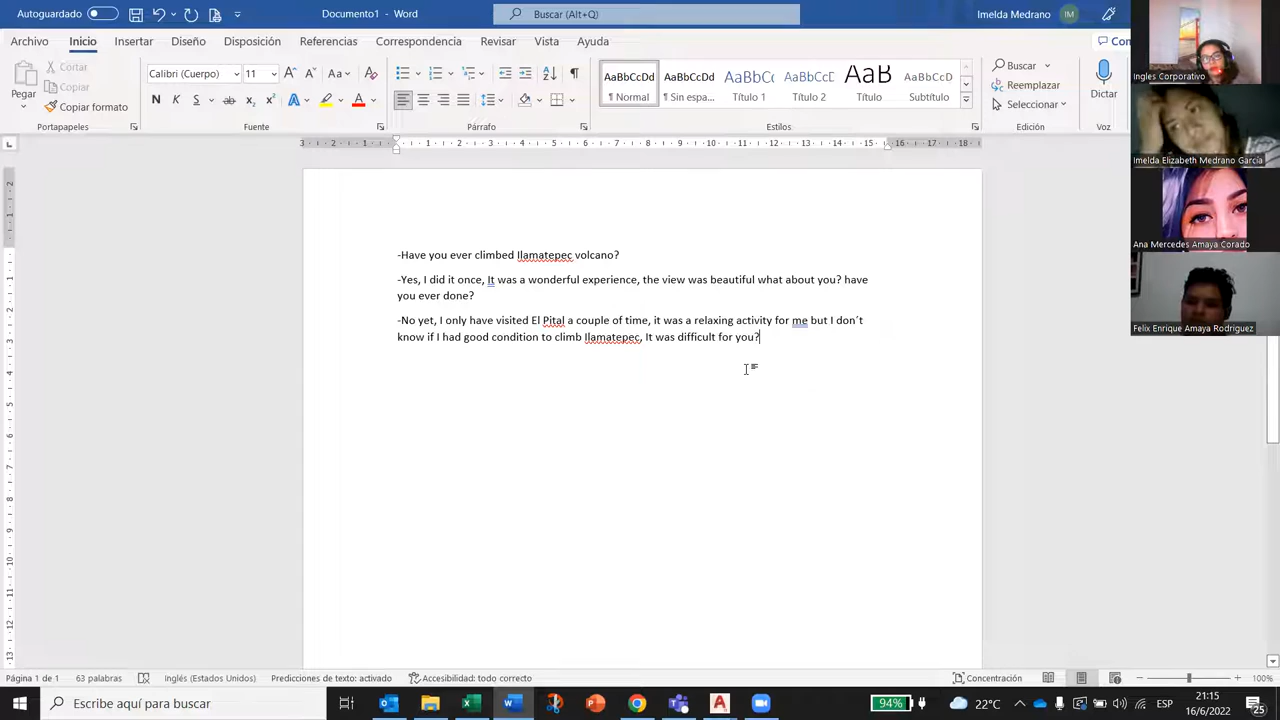 Autoguardado Documento1 - Word Buscar (Alt+Q) Imelda Medrano IM
Archivo Inicio Insertar Diseño Disposición Referencias Correspondencia Revisar Vista Ayuda
Pegar Cortar Copiar Copiar formato
Calibri (Cuerpo) 11
N K S ab x₂ x² A A
AaBbCcDd AaBbCcDd AaBbCc AaBbCcD AaB AaBbCcD
¶ Normal ¶ Sin espa... Título 1 Título 2 Título Subtítulo
Buscar Reemplazar Seleccionar Dictar
Portapapeles Fuente Párrafo Estilos Edición Voz
Ingles Corporativo
Imelda Elizabeth Medrano García
Ana Mercedes Amaya Corado
Felix Enrique Amaya Rodriguez
-Have you ever climbed Ilamatepec volcano?
-Yes, I did it once, It was a wonderful experience, the view was beautiful what about you? have
you ever done?
-No yet, I only have visited El Pital a couple of time, it was a relaxing activity for me but I don´t
know if I had good condition to climb Ilamatepec, It was difficult for you?
Página 1 de 1 63 palabras Inglés (Estados Unidos) Predicciones de texto: activado Accesibilidad: todo correcto Concentración 100%
Escribe aquí para buscar 94% 22°C ESP 21:15
16/6/2022 25